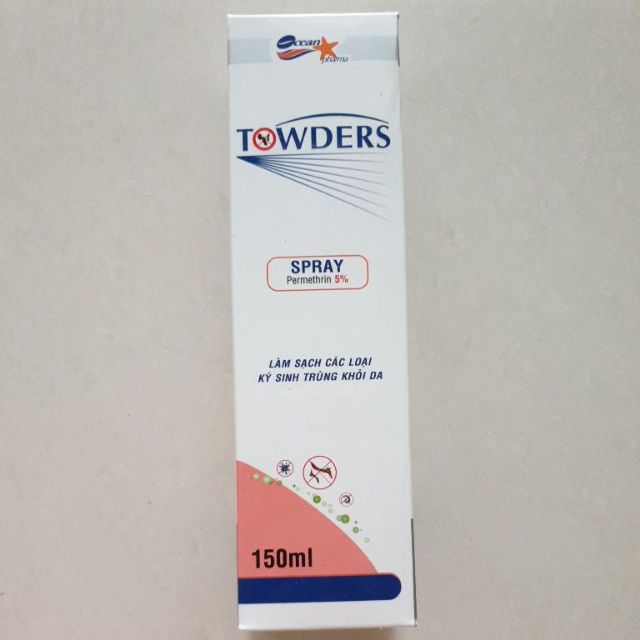 Ocean
pharma
TOWDERS
SPRAY
Permethrin 5%
LÀM SẠCH CÁC LOẠI
KÝ SINH TRÙNG KHỎI DA
150ml